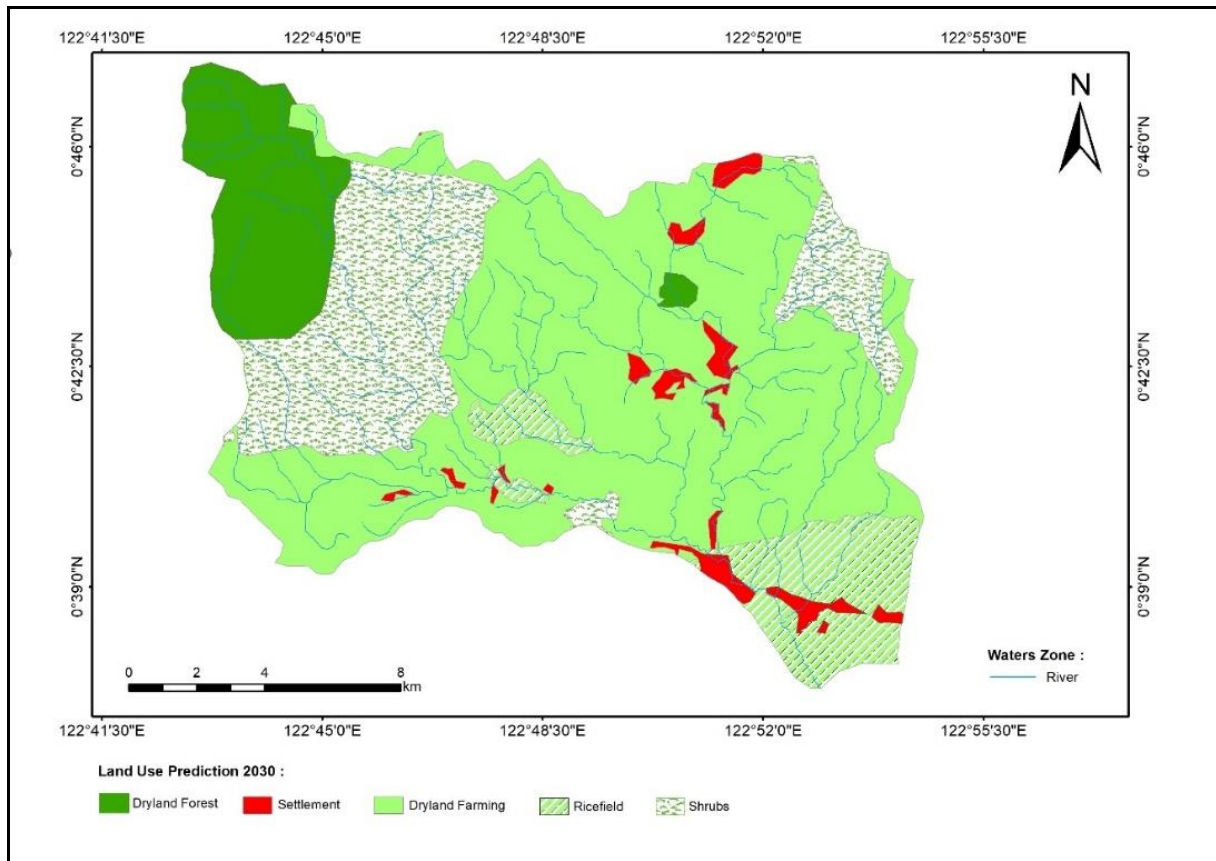 122°41'30"E 122°45'0"E 122°48'30"E 122°52'0"E 122°55'30"E
N
0°46'0"N 0°46'0"N
0°42'30"N 0°42'30"N
0°39'0"N 0°39'0"N
Waters Zone :
River
0 2 4 8
km
122°41'30"E 122°45'0"E 122°48'30"E 122°52'0"E 122°55'30"E
Land Use Prediction 2030 :
Dryland Forest Settlement Dryland Farming Ricefield Shrubs